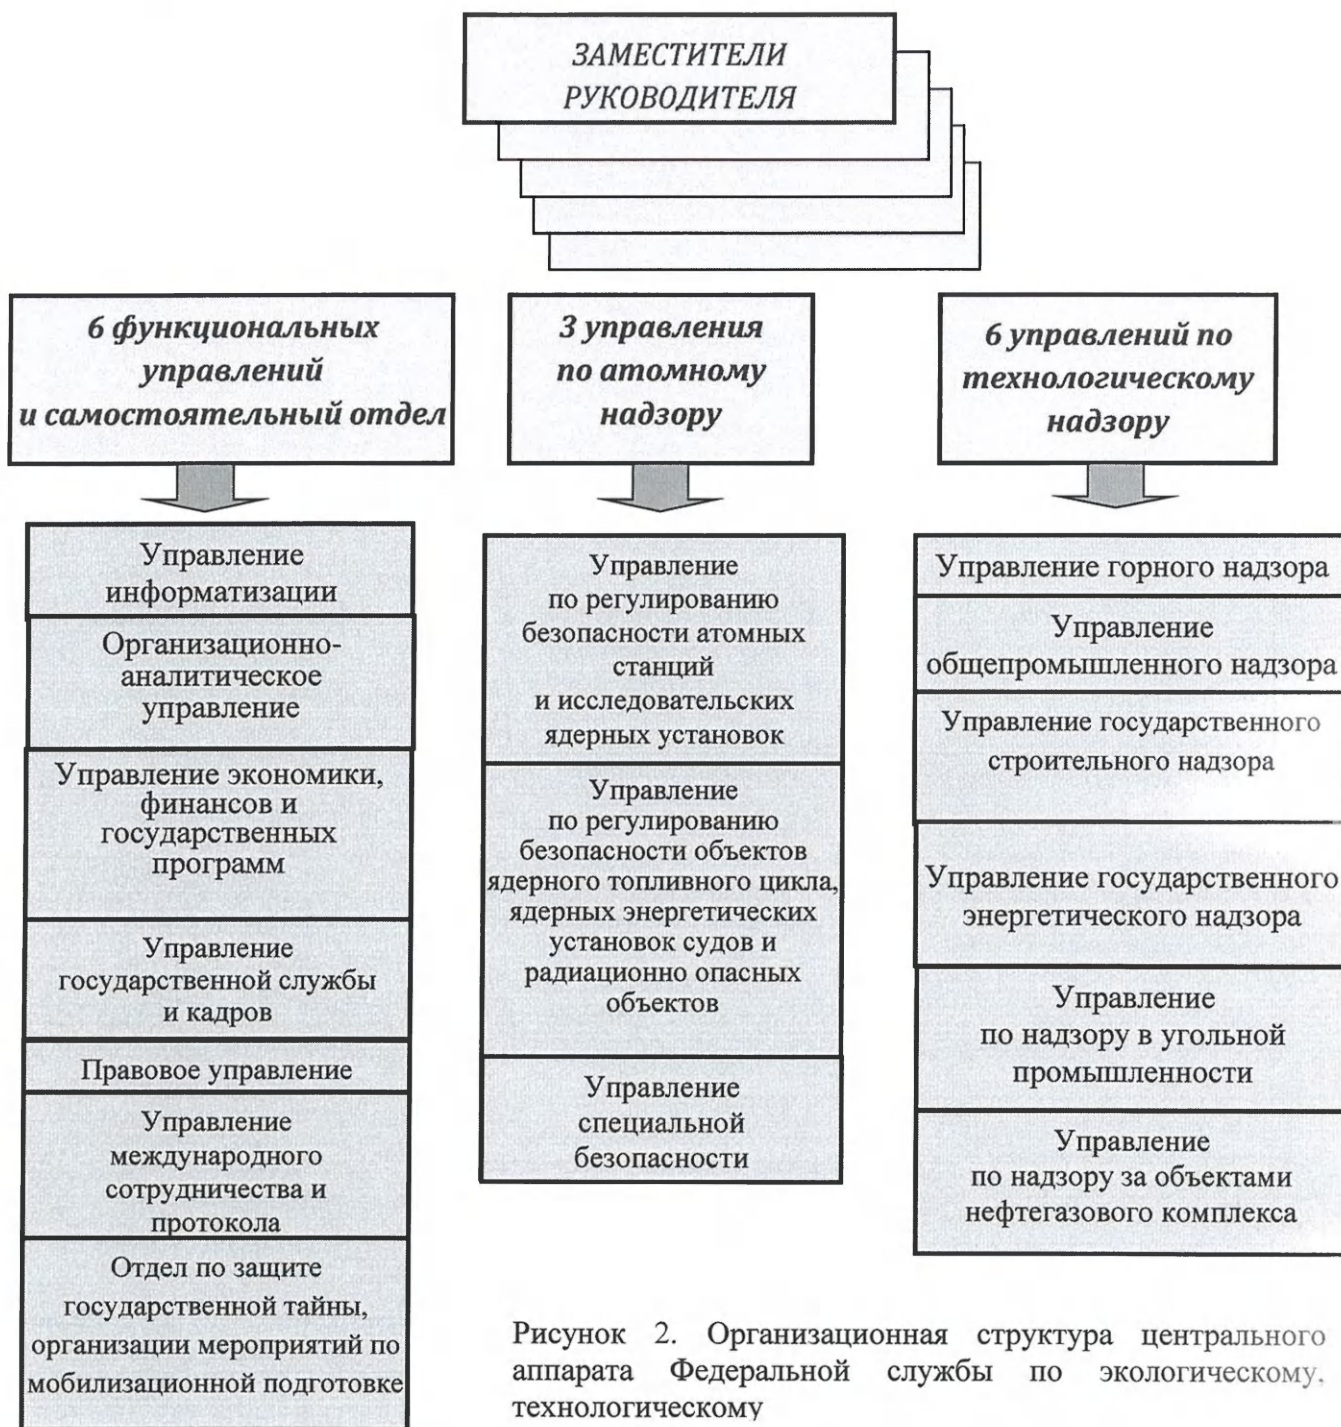 ЗАМЕСТИТЕЛИ
РУКОВОДИТЕЛЯ
6 функциональных
управлений
и самостоятельный отдел
3 управления
по атомному
надзору
6 управлений по
технологическому
надзору
Управление
информатизации
Организационно-
аналитическое
управление
Управление экономики,
финансов и
государственных
программ
Управление
государственной службы
и кадров
Правовое управление
Управление
международного
сотрудничества и
протокола
Отдел по защите
государственной тайны,
организации мероприятий по
мобилизационной подготовке
Управление
по регулированию
безопасности атомных
станций
и исследовательских
ядерных установок
Управление
по регулированию
безопасности объектов
ядерного топливного цикла,
ядерных энергетических
установок судов и
радиационно опасных
объектов
Управление
специальной
безопасности
Управление горного надзора
Управление
общепромышленного надзора
Управление государственного
строительного надзора
Управление государственного
энергетического надзора
Управление
по надзору в угольной
промышленности
Управление
по надзору за объектами
нефтегазового комплекса
Рисунок 2. Организационная структура центрального
аппарата Федеральной службы по экологическому,
технологическому